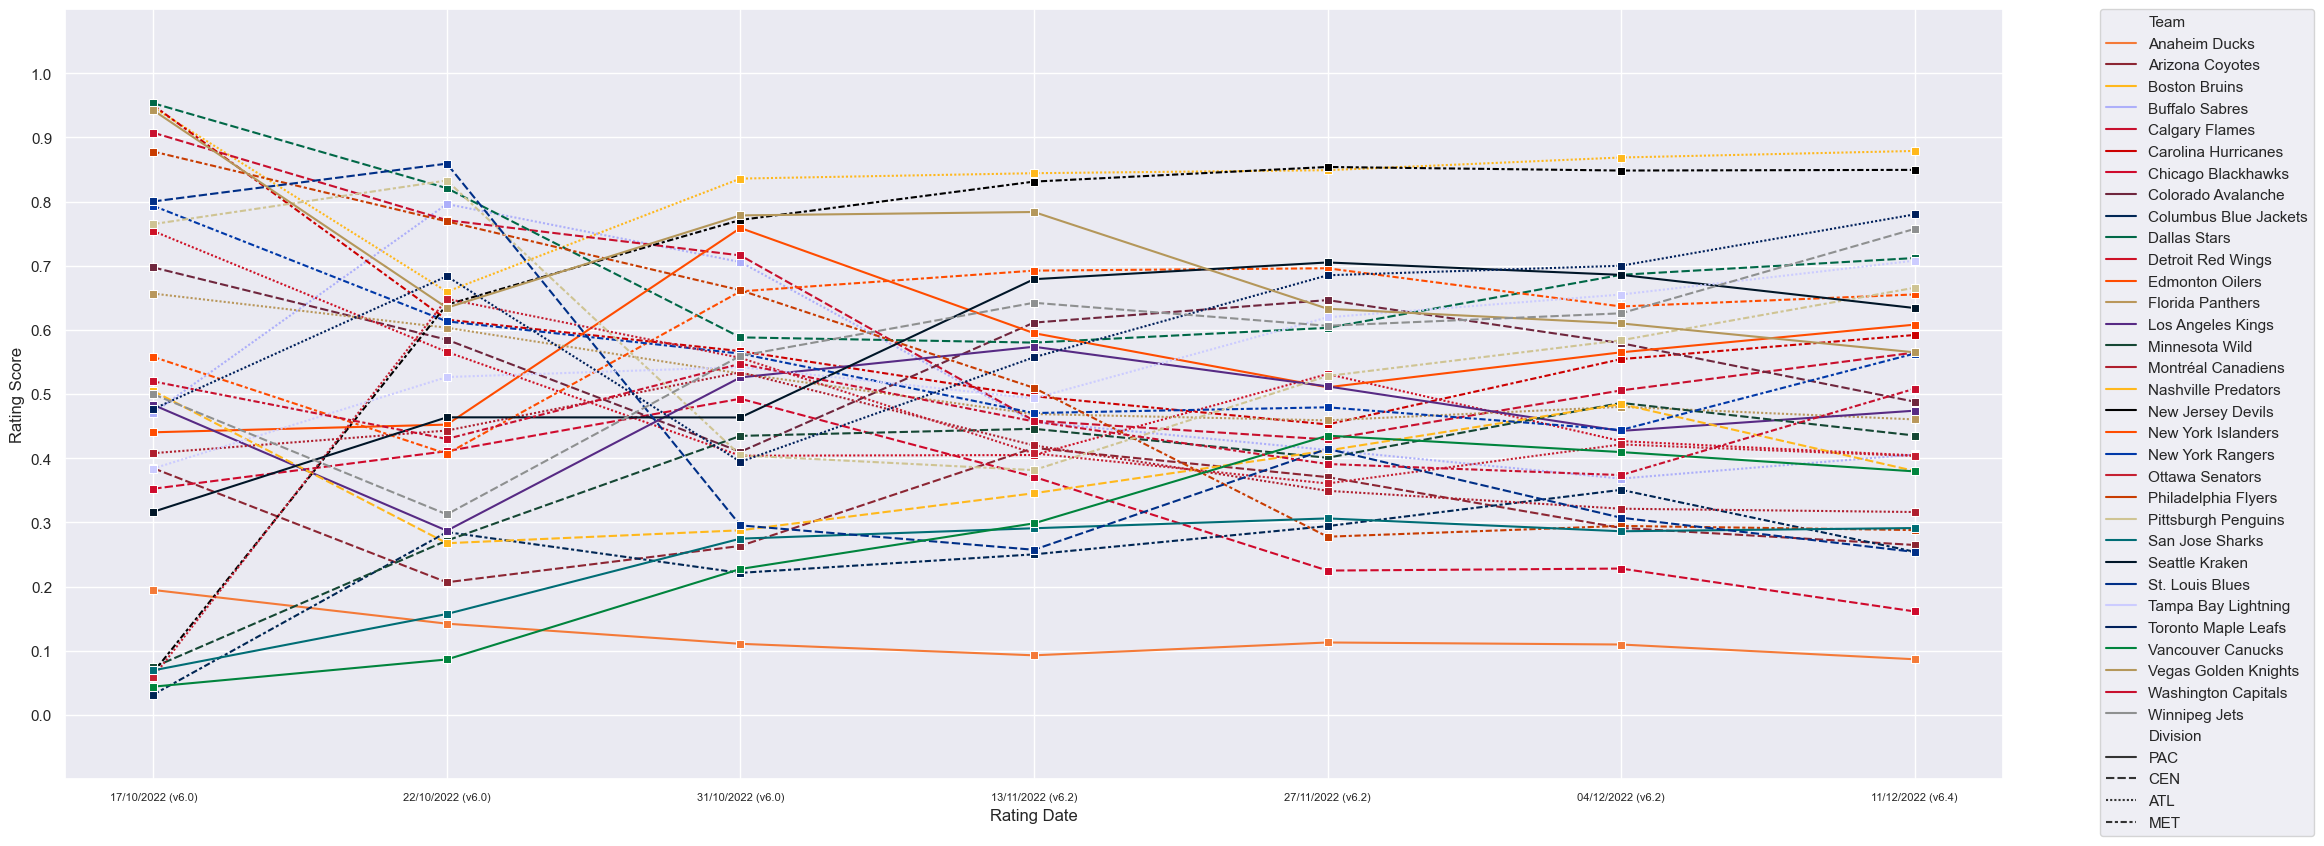 Rating Score
1.0
0.9
0.8
0.7
0.6
0.5
0.4
0.3
0.2
0.1
0.0
17/10/2022 (v6.0)
22/10/2022 (v6.0)
31/10/2022 (v6.0)
13/11/2022 (v6.2)
27/11/2022 (v6.2)
04/12/2022 (v6.2)
11/12/2022 (v6.4)
Rating Date
Team
Anaheim Ducks
Arizona Coyotes
Boston Bruins
Buffalo Sabres
Calgary Flames
Carolina Hurricanes
Chicago Blackhawks
Colorado Avalanche
Columbus Blue Jackets
Dallas Stars
Detroit Red Wings
Edmonton Oilers
Florida Panthers
Los Angeles Kings
Minnesota Wild
Montréal Canadiens
Nashville Predators
New Jersey Devils
New York Islanders
New York Rangers
Ottawa Senators
Philadelphia Flyers
Pittsburgh Penguins
San Jose Sharks
Seattle Kraken
St. Louis Blues
Tampa Bay Lightning
Toronto Maple Leafs
Vancouver Canucks
Vegas Golden Knights
Washington Capitals
Winnipeg Jets
Division
PAC
CEN
ATL
MET